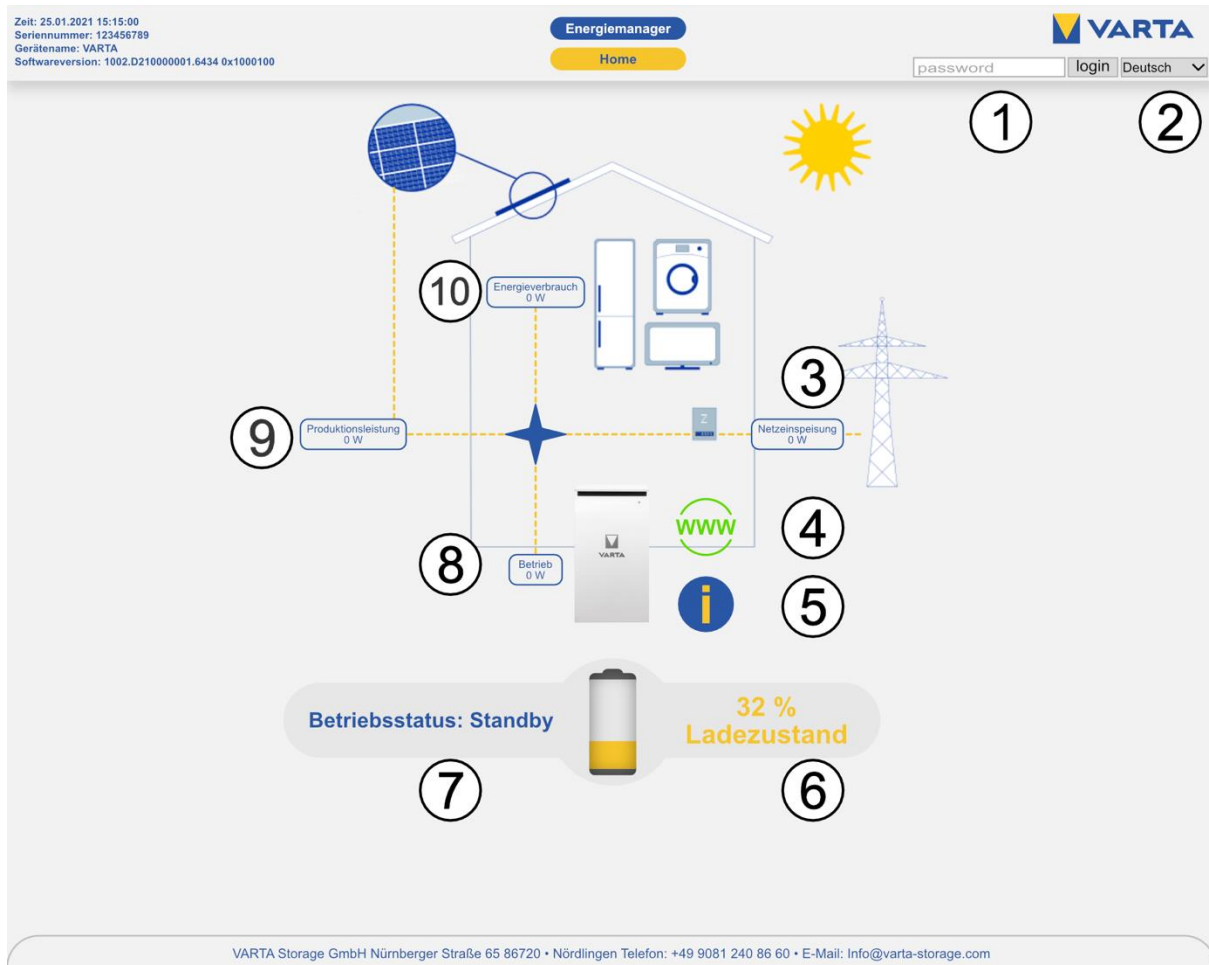 Zeit: 25.01.2021 15:15:00
Seriennummer: 123456789
Gerätename: VARTA
Softwareversion: 1002.D210000001.6434 0x1000100
Energiemanager
Home
VARTA
password login Deutsch
1 2
10
Energieverbrauch
0 W
3
9
Produktionsleistung
0 W
Z
Netzeinspeisung
0 W
VARTA
www
4
8
Betrieb
0 W
i
5
Betriebsstatus: Standby
32 %
Ladezustand
7
6
VARTA Storage GmbH Nürnberger Straße 65 86720 • Nördlingen Telefon: +49 9081 240 86 60 • E-Mail: Info@varta-storage.com